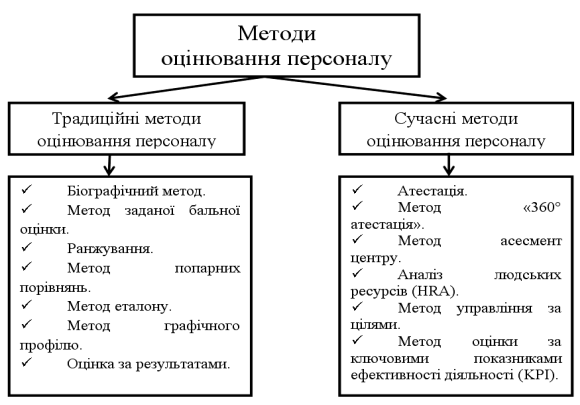 Методи
оцінювання персоналу
Традиційні методи
оцінювання персоналу
✓ Біографічний метод.
✓ Метод заданої бальної
оцінки.
✓ Ранжування.
✓ Метод попарних
порівнянь.
✓ Метод еталону.
✓ Метод графічного
профілю.
✓ Оцінка за результатами.
Сучасні методи
оцінювання персоналу
✓ Атестація.
✓ Метод «360°
атестація».
✓ Метод асесмент
центру.
✓ Аналіз людських
ресурсів (HRA).
✓ Метод управління за
цілями.
✓ Метод оцінки за
ключовими показниками
ефективності діяльності (KPI).